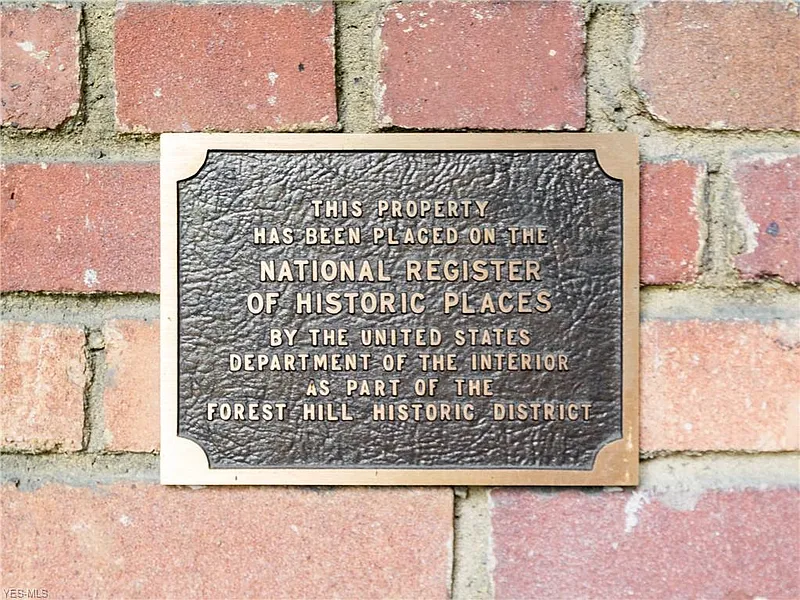 THIS PROPERTY
HAS BEEN PLACED ON THE
NATIONAL REGISTER
OF HISTORIC PLACES
BY THE UNITED STATES
DEPARTMENT OF THE INTERIOR
AS PART OF THE
FOREST HILL HISTORIC DISTRICT
YES-MLS